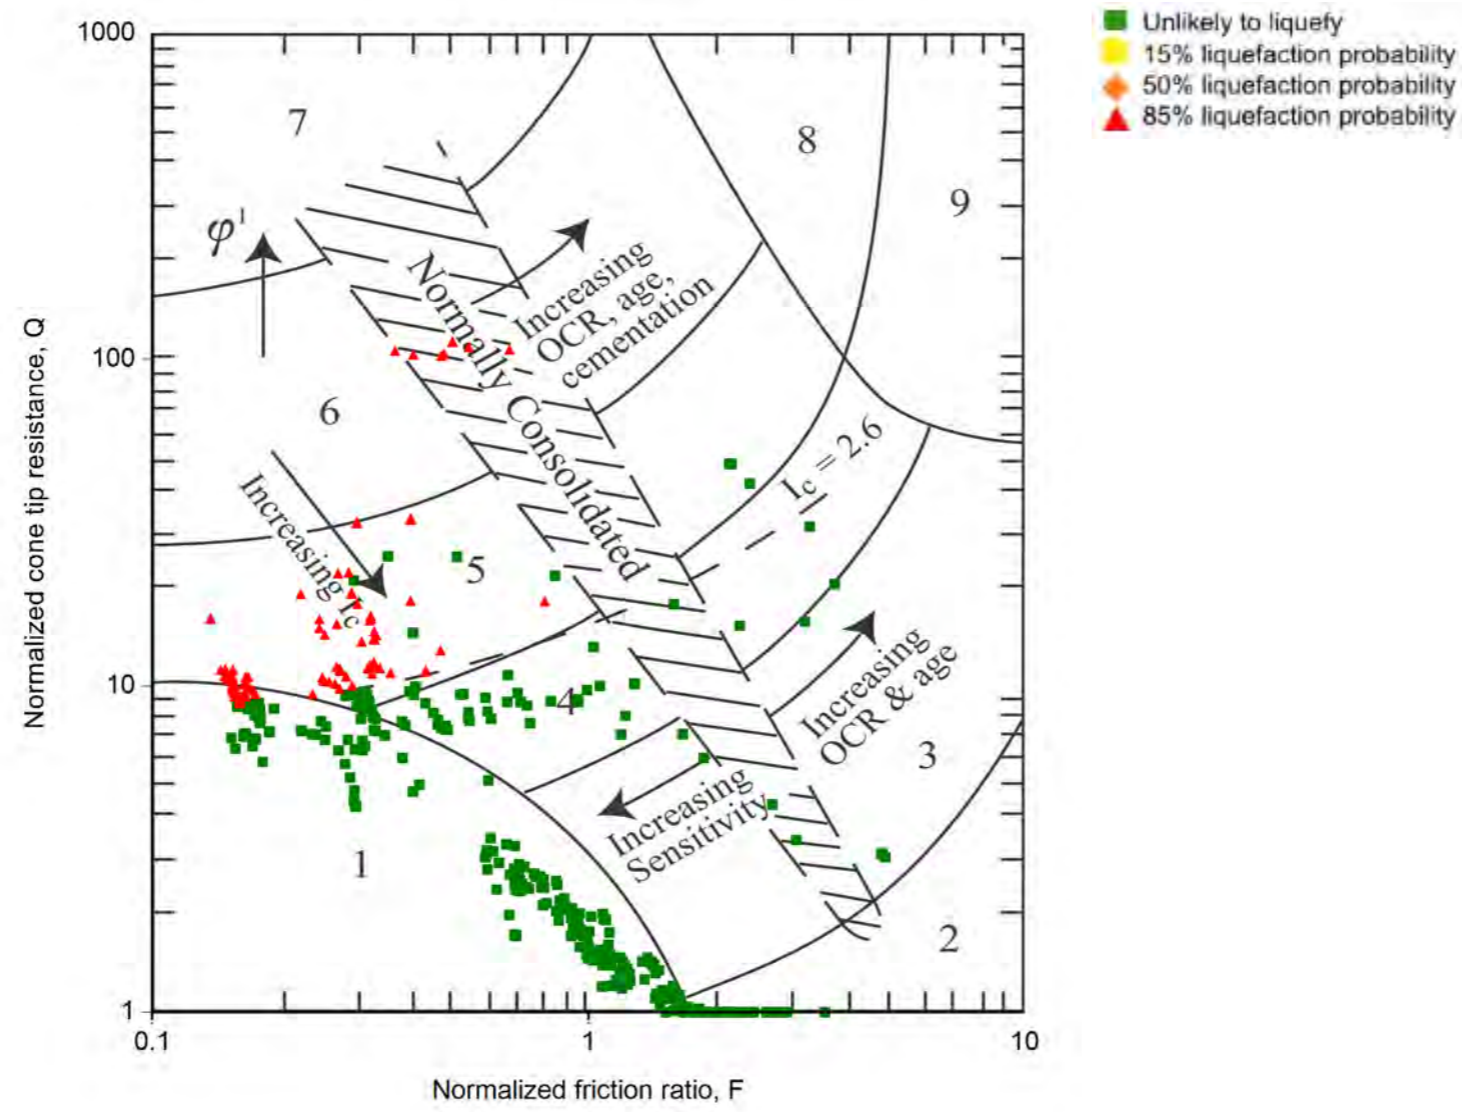 Unlikely to liquefy
15% liquefaction probability
50% liquefaction probability
85% liquefaction probability
1000
100
10
1
0.1
1
10
Normalized cone tip resistance, Q
Normalized friction ratio, F
7
8
9
φ'
Normally Consolidated
Increasing
OCR, age,
cementation
6
Increasing Ic
Ic = 2.6
5
4
Increasing
OCR & age
3
Increasing
Sensitivity
1
2